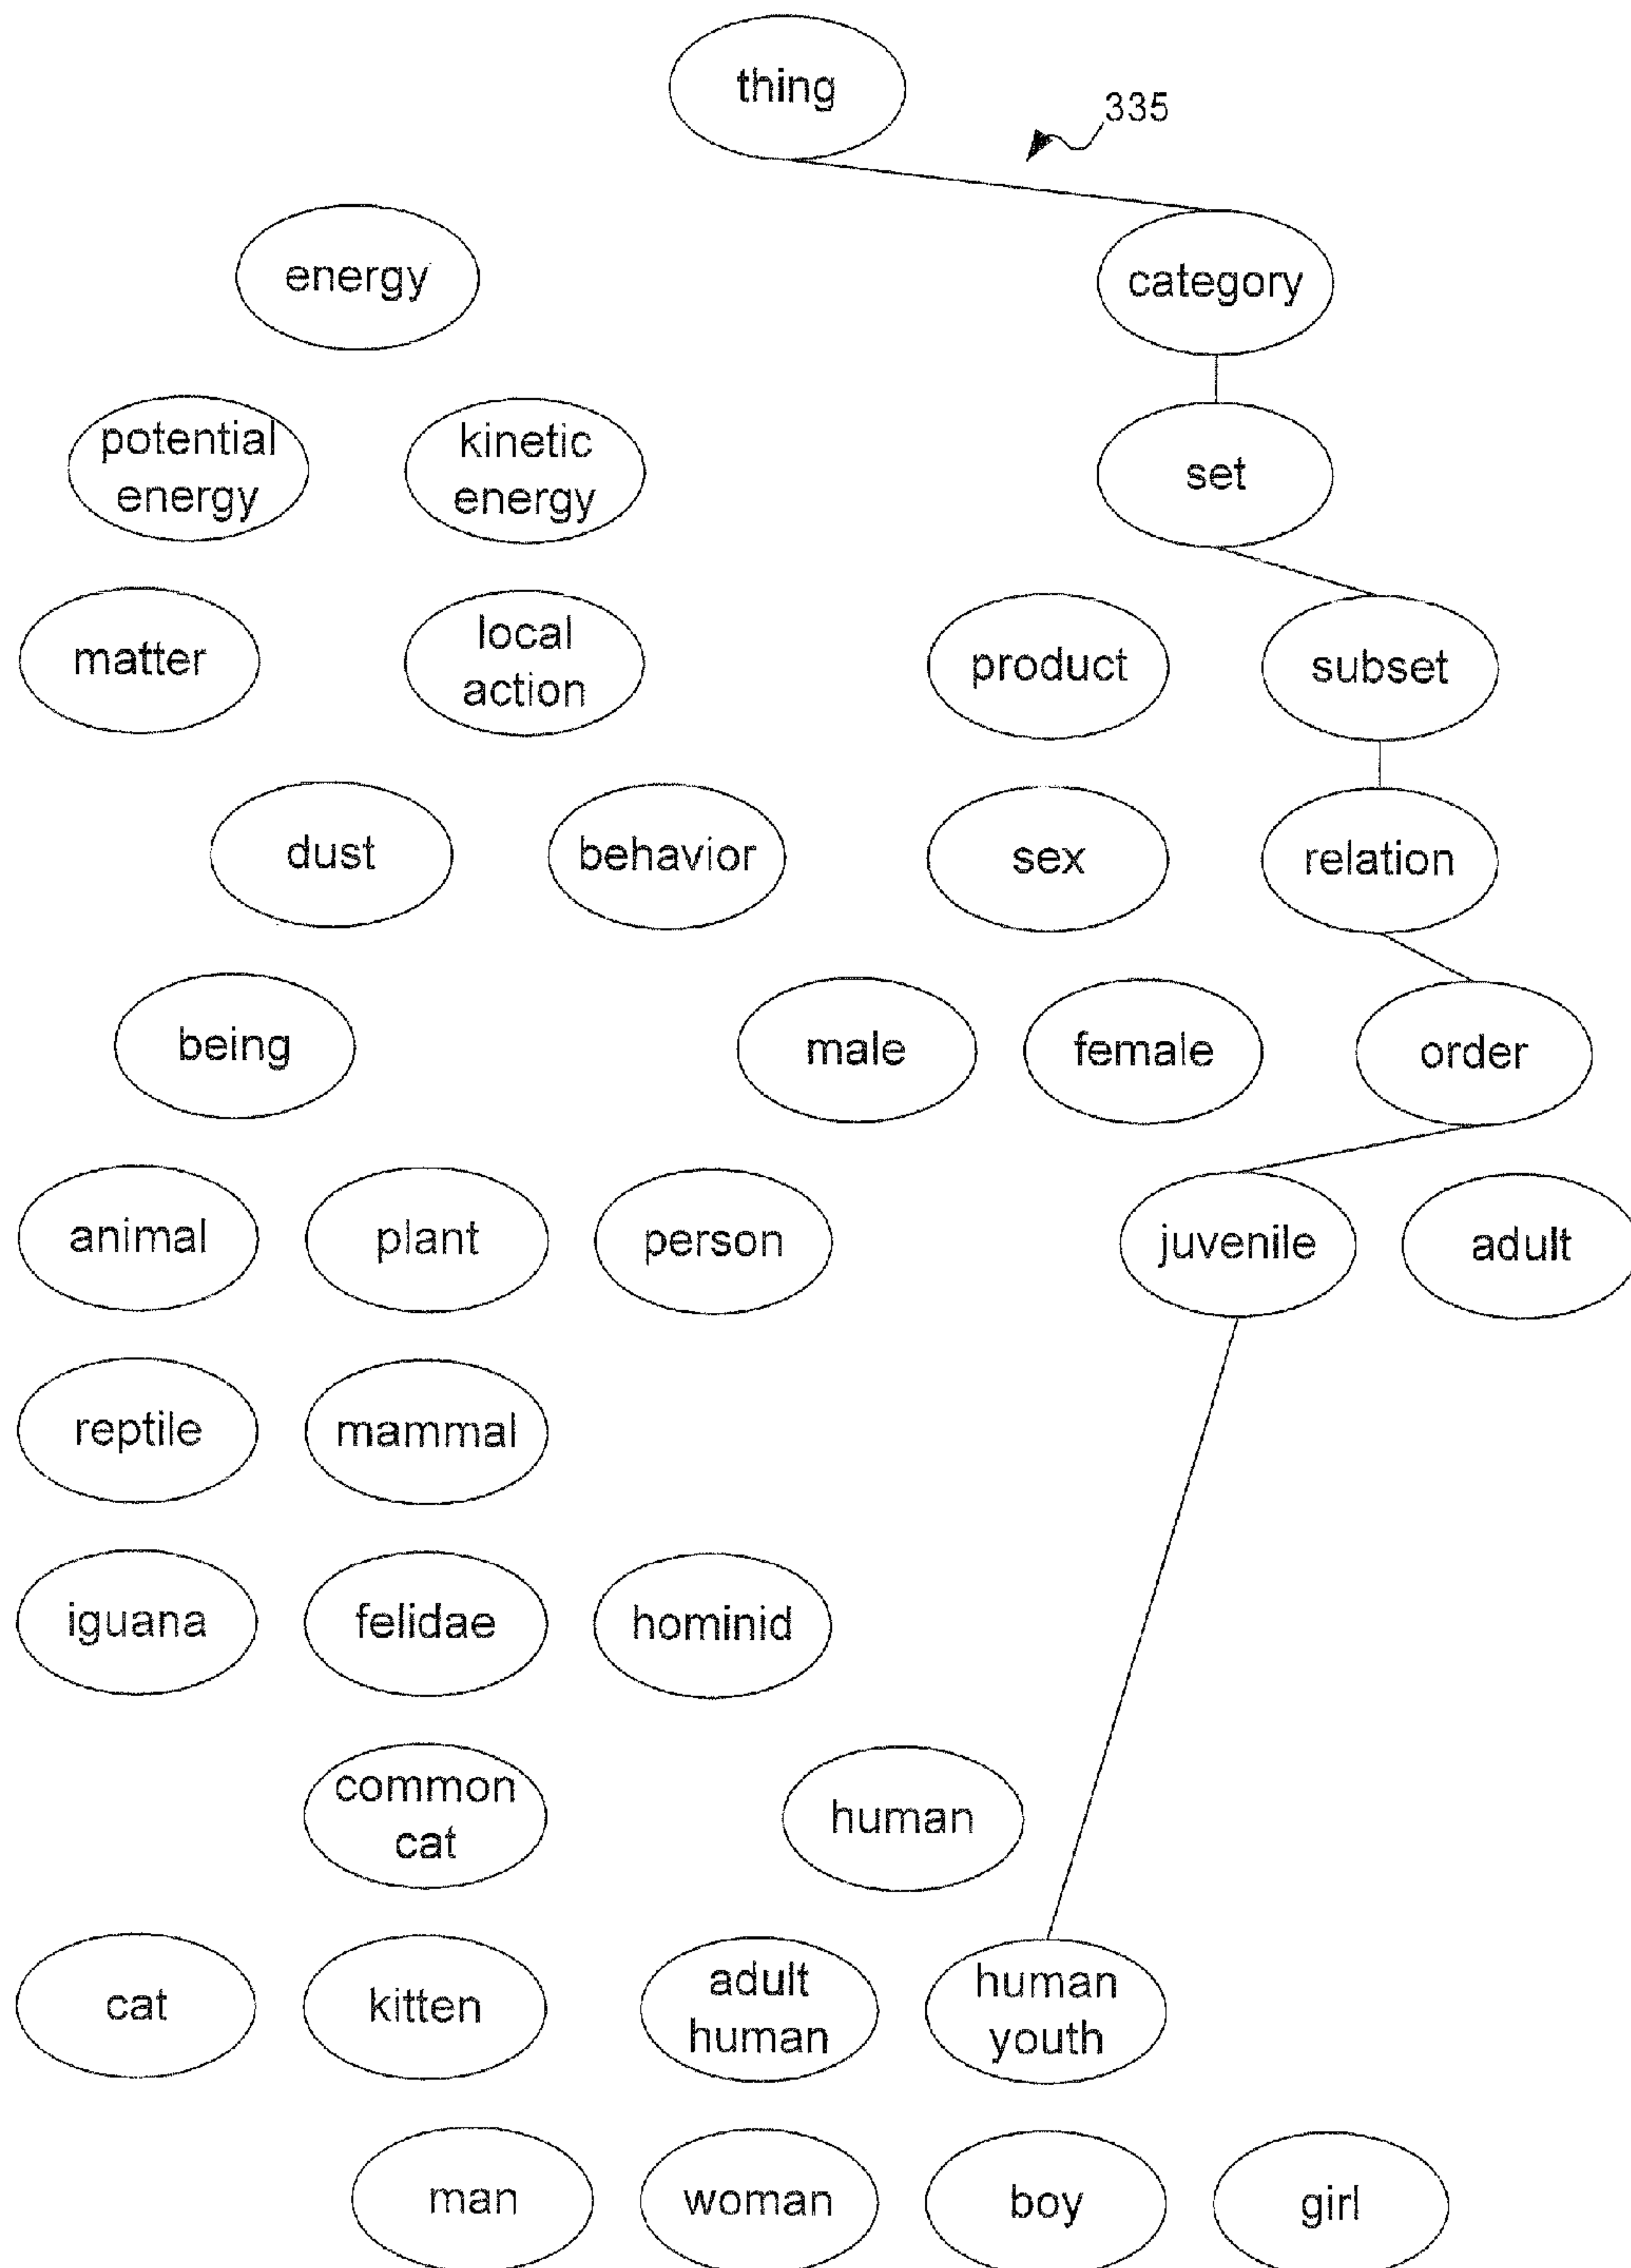 thing
335
energy
category
potential
energy
kinetic
energy
set
matter
local
action
product
subset
dust
behavior
sex
relation
being
male
female
order
animal
plant
person
juvenile
adult
reptile
mammal
iguana
felidae
hominid
common
cat
human
cat
kitten
adult
human
human
youth
man
woman
boy
girl